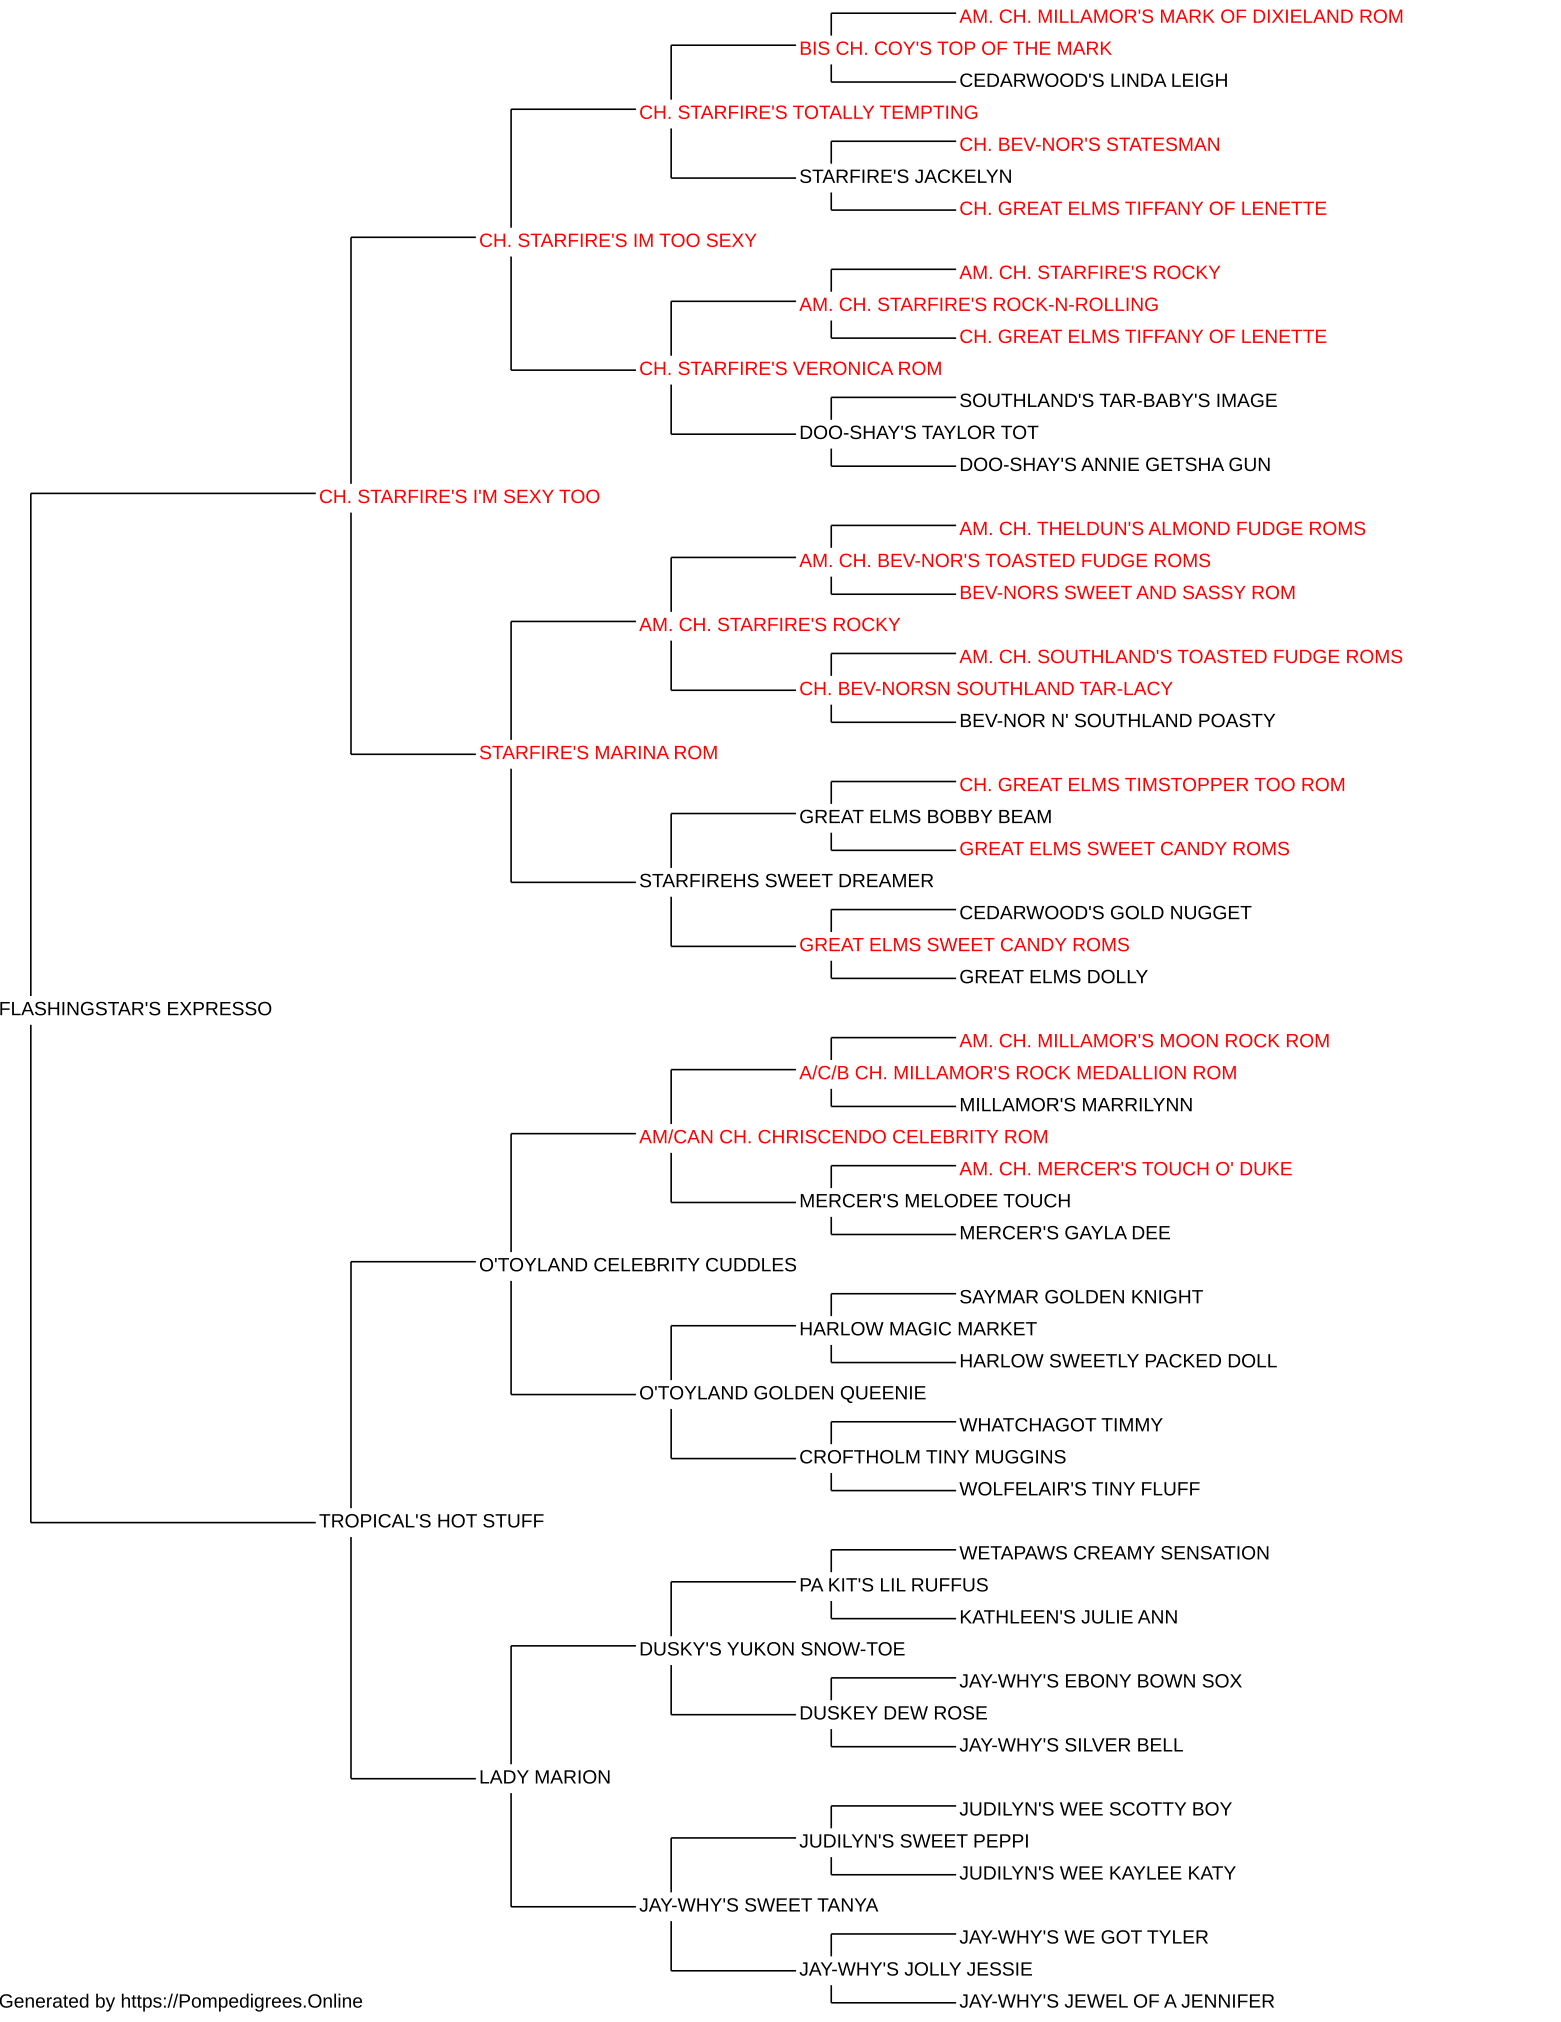 AM. CH. MILLAMOR'S MARK OF DIXIELAND ROM
BIS CH. COY'S TOP OF THE MARK
CEDARWOOD'S LINDA LEIGH
CH. STARFIRE'S TOTALLY TEMPTING
CH. BEV-NOR'S STATESMAN
STARFIRE'S JACKELYN
CH. GREAT ELMS TIFFANY OF LENETTE
CH. STARFIRE'S IM TOO SEXY
AM. CH. STARFIRE'S ROCKY
AM. CH. STARFIRE'S ROCK-N-ROLLING
CH. GREAT ELMS TIFFANY OF LENETTE
CH. STARFIRE'S VERONICA ROM
SOUTHLAND'S TAR-BABY'S IMAGE
DOO-SHAY'S TAYLOR TOT
DOO-SHAY'S ANNIE GETSHA GUN
CH. STARFIRE'S I'M SEXY TOO
AM. CH. THELDUN'S ALMOND FUDGE ROMS
AM. CH. BEV-NOR'S TOASTED FUDGE ROMS
BEV-NORS SWEET AND SASSY ROM
AM. CH. STARFIRE'S ROCKY
AM. CH. SOUTHLAND'S TOASTED FUDGE ROMS
CH. BEV-NORSN SOUTHLAND TAR-LACY
BEV-NOR N' SOUTHLAND POASTY
STARFIRE'S MARINA ROM
CH. GREAT ELMS TIMSTOPPER TOO ROM
GREAT ELMS BOBBY BEAM
GREAT ELMS SWEET CANDY ROMS
STARFIREHS SWEET DREAMER
CEDARWOOD'S GOLD NUGGET
GREAT ELMS SWEET CANDY ROMS
GREAT ELMS DOLLY
FLASHINGSTAR'S EXPRESSO
AM. CH. MILLAMOR'S MOON ROCK ROM
A/C/B CH. MILLAMOR'S ROCK MEDALLION ROM
MILLAMOR'S MARRILYNN
AM/CAN CH. CHRISCENDO CELEBRITY ROM
AM. CH. MERCER'S TOUCH O' DUKE
MERCER'S MELODEE TOUCH
MERCER'S GAYLA DEE
O'TOYLAND CELEBRITY CUDDLES
SAYMAR GOLDEN KNIGHT
HARLOW MAGIC MARKET
HARLOW SWEETLY PACKED DOLL
O'TOYLAND GOLDEN QUEENIE
WHATCHAGOT TIMMY
CROFTHOLM TINY MUGGINS
WOLFELAIR'S TINY FLUFF
TROPICAL'S HOT STUFF
WETAPAWS CREAMY SENSATION
PA KIT'S LIL RUFFUS
KATHLEEN'S JULIE ANN
DUSKY'S YUKON SNOW-TOE
JAY-WHY'S EBONY BOWN SOX
DUSKEY DEW ROSE
JAY-WHY'S SILVER BELL
LADY MARION
JUDILYN'S WEE SCOTTY BOY
JUDILYN'S SWEET PEPPI
JUDILYN'S WEE KAYLEE KATY
JAY-WHY'S SWEET TANYA
JAY-WHY'S WE GOT TYLER
JAY-WHY'S JOLLY JESSIE
JAY-WHY'S JEWEL OF A JENNIFER
Generated by https://Pompedigrees.Online